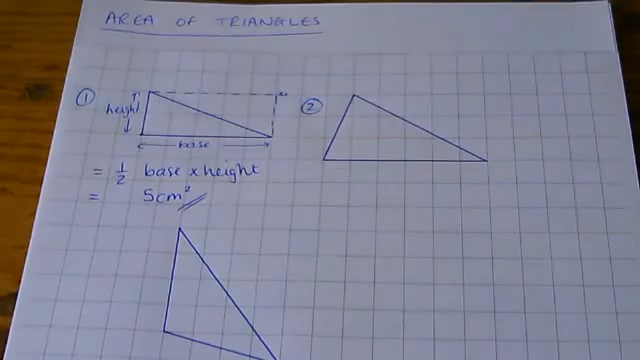 AREA OF TRIANGLES
①
height
base
= 1/2 base x height
= 5cm²
②